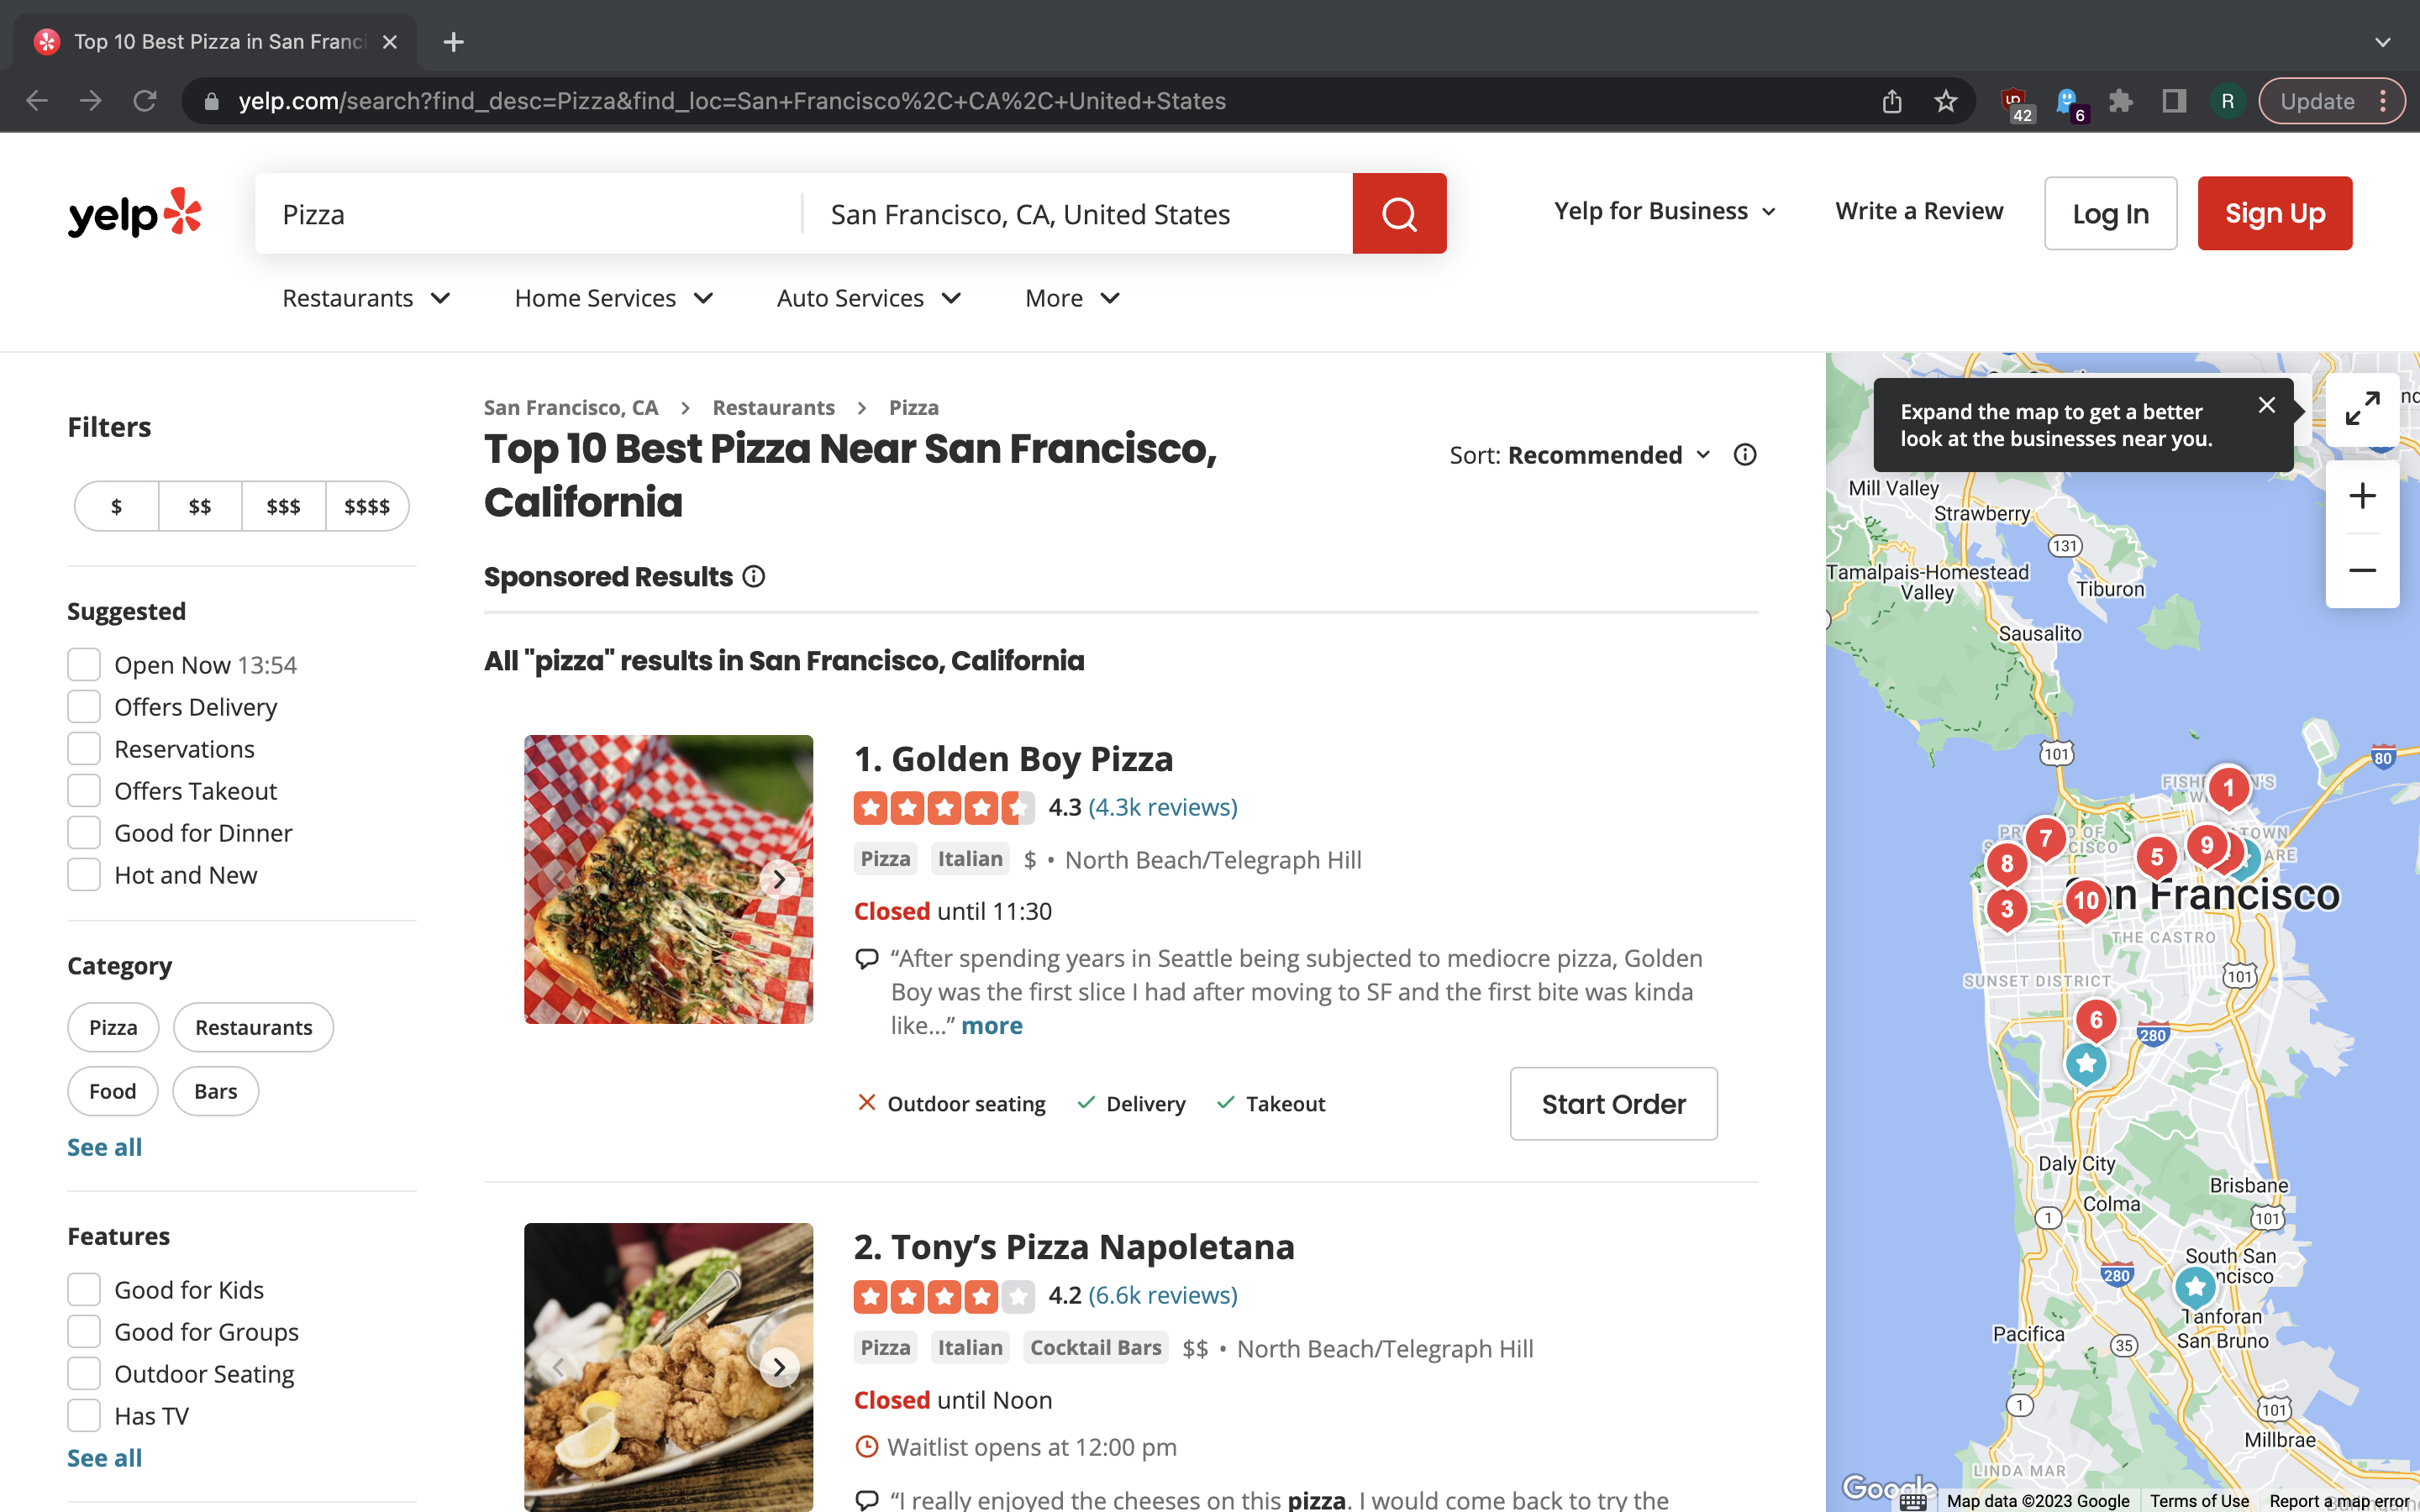 Top 10 Best Pizza in San Franci
yelp.com/search?find_desc=Pizza&find_loc=San+Francisco%2C+CA%2C+United+States
42
6
R
Update
yelp
Pizza
San Francisco, CA, United States
Yelp for Business
Write a Review
Log In
Sign Up
Restaurants
Home Services
Auto Services
More
Filters
$
$$
$$$
$$$$
Suggested
Open Now 13:54
Offers Delivery
Reservations
Offers Takeout
Good for Dinner
Hot and New
Category
Pizza
Restaurants
Food
Bars
See all
Features
Good for Kids
Good for Groups
Outdoor Seating
Has TV
See all
San Francisco, CA > Restaurants > Pizza
Top 10 Best Pizza Near San Francisco,
California
Sort: Recommended
Sponsored Results
All "pizza" results in San Francisco, California
1. Golden Boy Pizza
4.3 (4.3k reviews)
Pizza Italian $ • North Beach/Telegraph Hill
Closed until 11:30
“After spending years in Seattle being subjected to mediocre pizza, Golden
Boy was the first slice I had after moving to SF and the first bite was kinda
like…” more
Outdoor seating
Delivery
Takeout
Start Order
2. Tony’s Pizza Napoletana
4.2 (6.6k reviews)
Pizza Italian Cocktail Bars $$ • North Beach/Telegraph Hill
Closed until Noon
Waitlist opens at 12:00 pm
“I really enjoyed the cheeses on this pizza. I would come back to try the
Expand the map to get a better
look at the businesses near you.
Mill Valley
Strawberry
131
Tamalpais-Homestead
Valley
Tiburon
Sausalito
101
80
1
7
8
5
9
3
10
San Francisco
THE CASTRO
101
SUNSET DISTRICT
6
280
Daly City
Brisbane
Colma
1
101
South San
280
Tanforan
San Bruno
Pacifica
35
1
101
Millbrae
LINDA MAR
Google
Map data ©2023 Google
Terms of Use
Report a map error